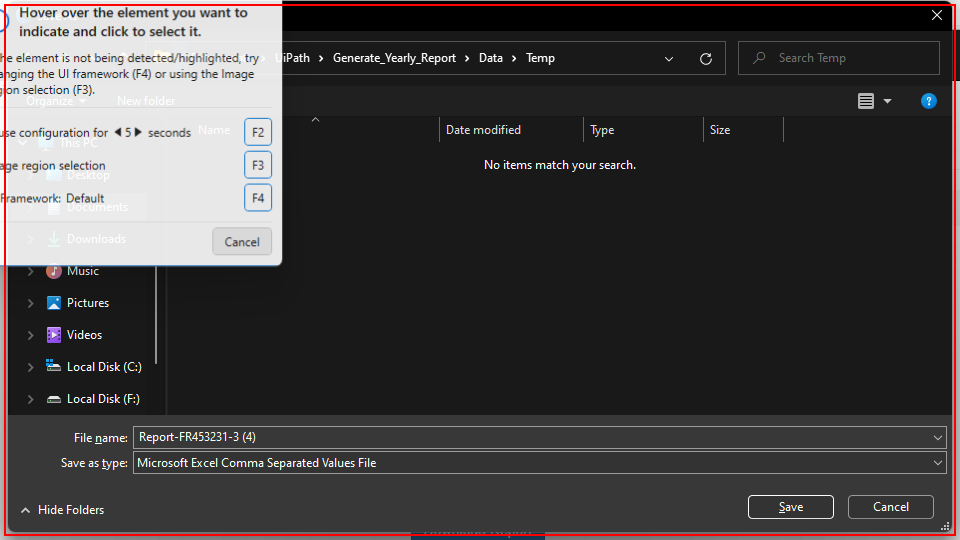 Hover over the element you want to
indicate and click to select it.
he element is not being detected/highlighted, try
anging the UI framework (F4) or using the Image
gion selection (F3).
UiPath > Generate_Yearly_Report > Data > Temp
Search Temp
Organize
New folder
use configuration for 5 seconds F2
age region selection F3
Framework: Default F4
Cancel
Name
Date modified
Type
Size
No items match your search.
This PC
Desktop
Documents
Downloads
Music
Pictures
Videos
Local Disk (C:)
Local Disk (F:)
File name: Report-FR453231-3 (4)
Save as type: Microsoft Excel Comma Separated Values File
Hide Folders
Save
Cancel